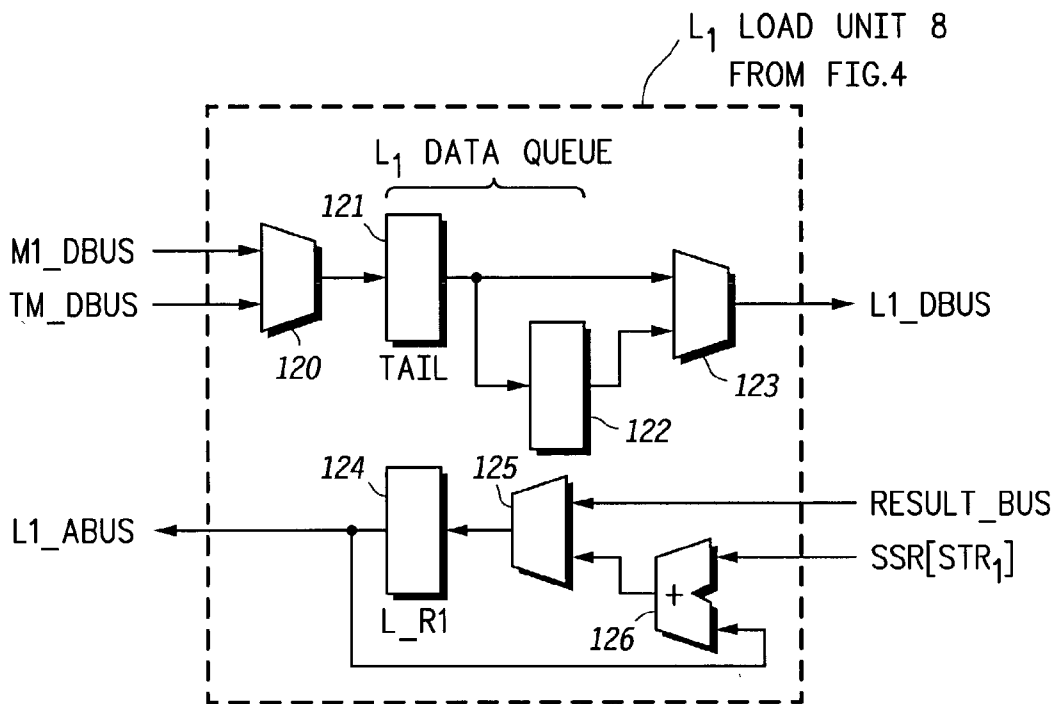 L₁ LOAD UNIT 8
FROM FIG.4
L₁ DATA QUEUE
121
M1_DBUS
TM_DBUS
L1_DBUS
120
TAIL
123
122
124
125
RESULT_BUS
L1_ABUS
SSR[STR₁]
+
L_R1
126